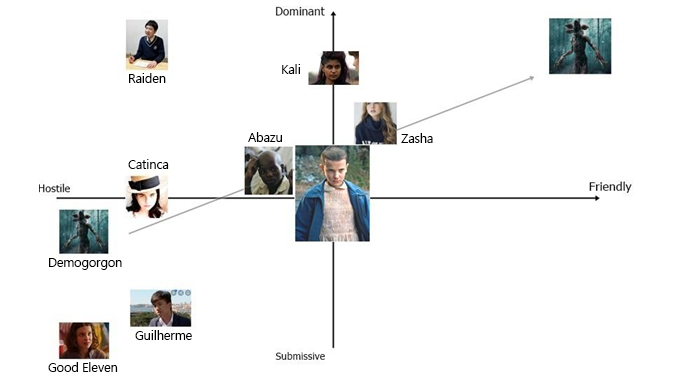 Dominant
Raiden
Kali
Abazu
Zasha
Catinca
Hostile
Friendly
Demogorgon
Guilherme
Submissive
Good Eleven